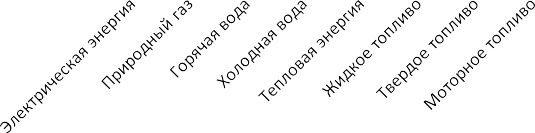 Электрическая энергия
Природный газ
Горячая вода
Холодная вода
Тепловая энергия
Жидкое топливо
Твердое топливо
Моторное топливо